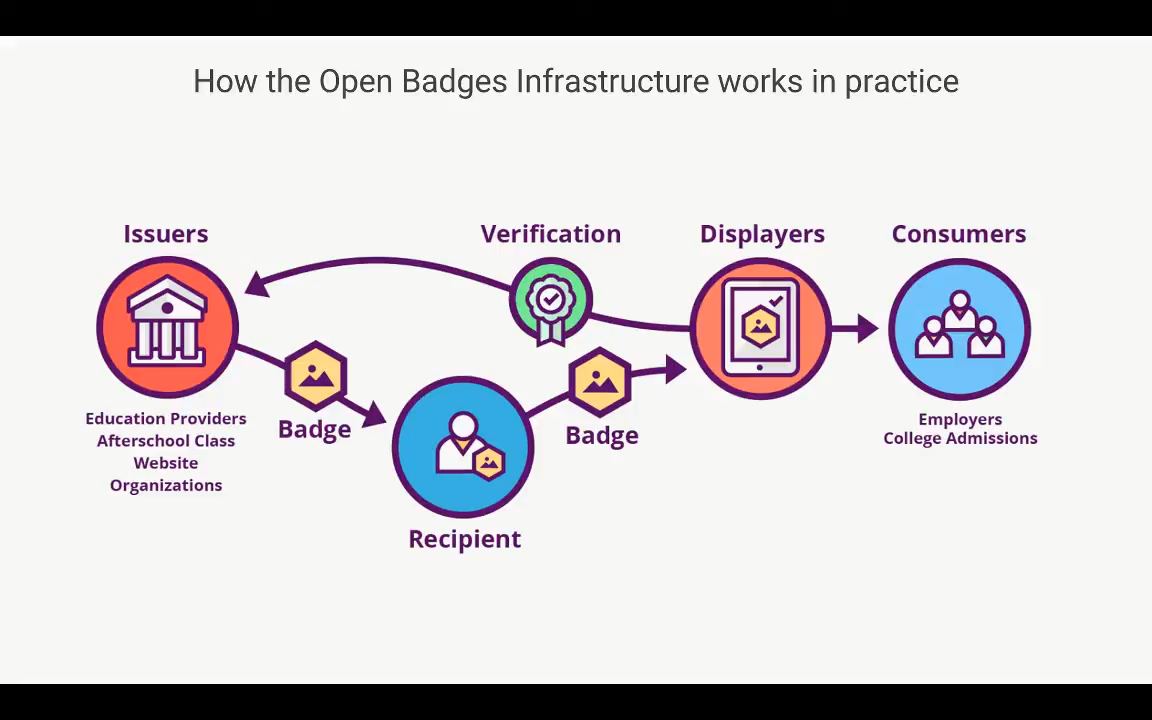 How the Open Badges Infrastructure works in practice
Issuers
Verification
Displayers
Consumers
Education Providers
Afterschool Class
Website
Organizations
Badge
Badge
Employers
College Admissions
Recipient